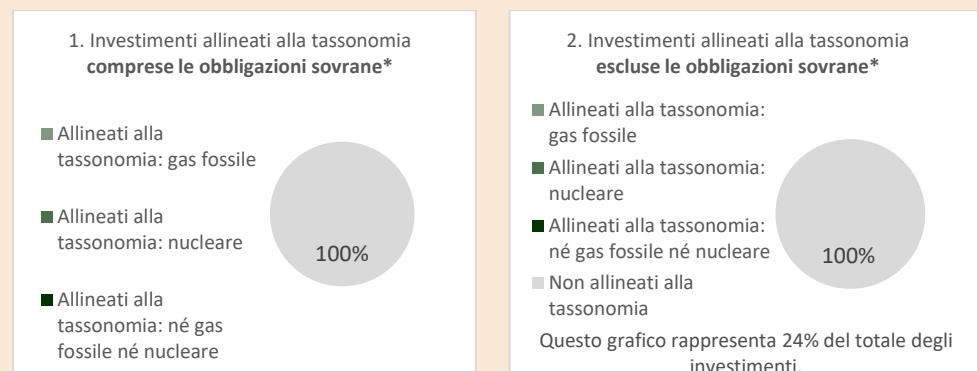 1. Investimenti allineati alla tassonomia
comprese le obbligazioni sovrane*
Allineati alla
tassonomia: gas fossile
Allineati alla
tassonomia: nucleare
Allineati alla
tassonomia: né gas
fossile né nucleare
100%
2. Investimenti allineati alla tassonomia
escluse le obbligazioni sovrane*
Allineati alla tassonomia:
gas fossile
Allineati alla tassonomia:
nucleare
Allineati alla tassonomia:
né gas fossile né nucleare
Non allineati alla
tassonomia
100%
Questo grafico rappresenta 24% del totale degli
investimenti.